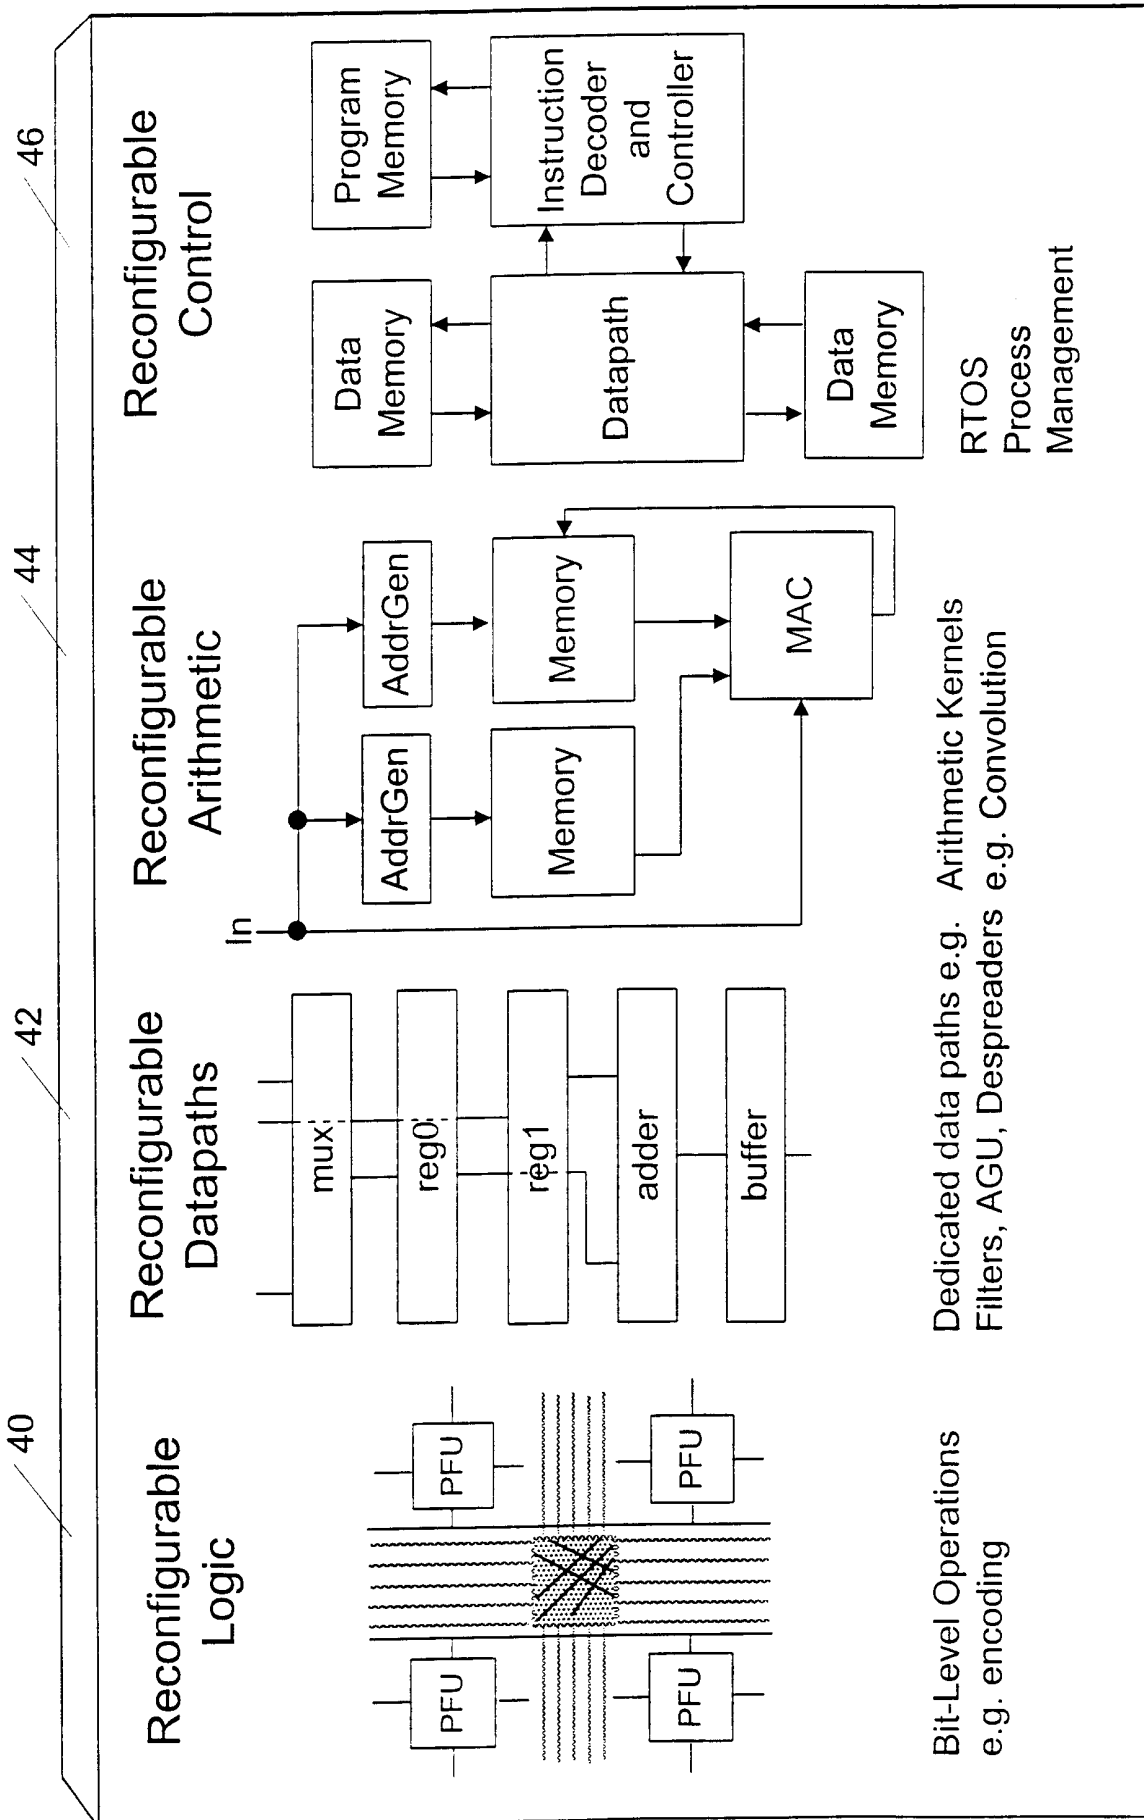 40
42
44
46
Reconfigurable
Logic
PFU
PFU
PFU
PFU
Bit-Level Operations
e.g. encoding
Reconfigurable
Datapaths
mux
reg0
reg1
adder
buffer
Dedicated data paths e.g.
Filters, AGU, Despreaders
Reconfigurable
Arithmetic
In
AddrGen
AddrGen
Memory
Memory
MAC
Arithmetic Kernels
e.g. Convolution
Reconfigurable
Control
Data
Memory
Program
Memory
Datapath
Instruction
Decoder
and
Controller
Data
Memory
RTOS
Process
Management